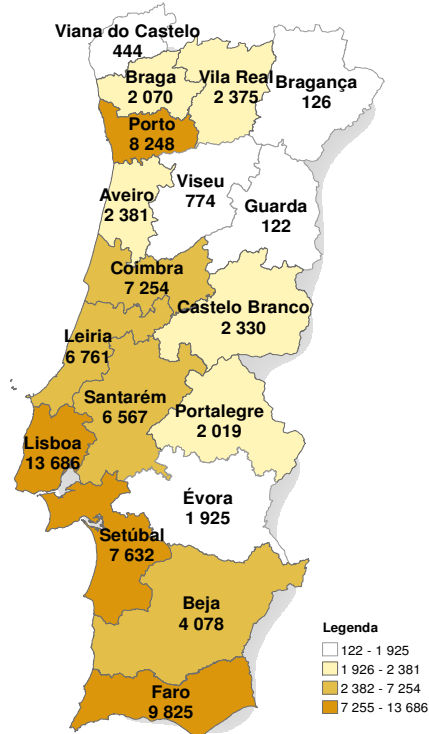 Viana do Castelo
444
Braga
2 070
Vila Real
2 375
Bragança
126
Porto
8 248
Aveiro
2 381
Viseu
774
Guarda
122
Coimbra
7 254
Castelo Branco
2 330
Leiria
6 761
Santarém
6 567
Portalegre
2 019
Lisboa
13 686
Évora
1 925
Setúbal
7 632
Beja
4 078
Faro
9 825
Legenda
122 - 1 925
1 926 - 2 381
2 382 - 7 254
7 255 - 13 686